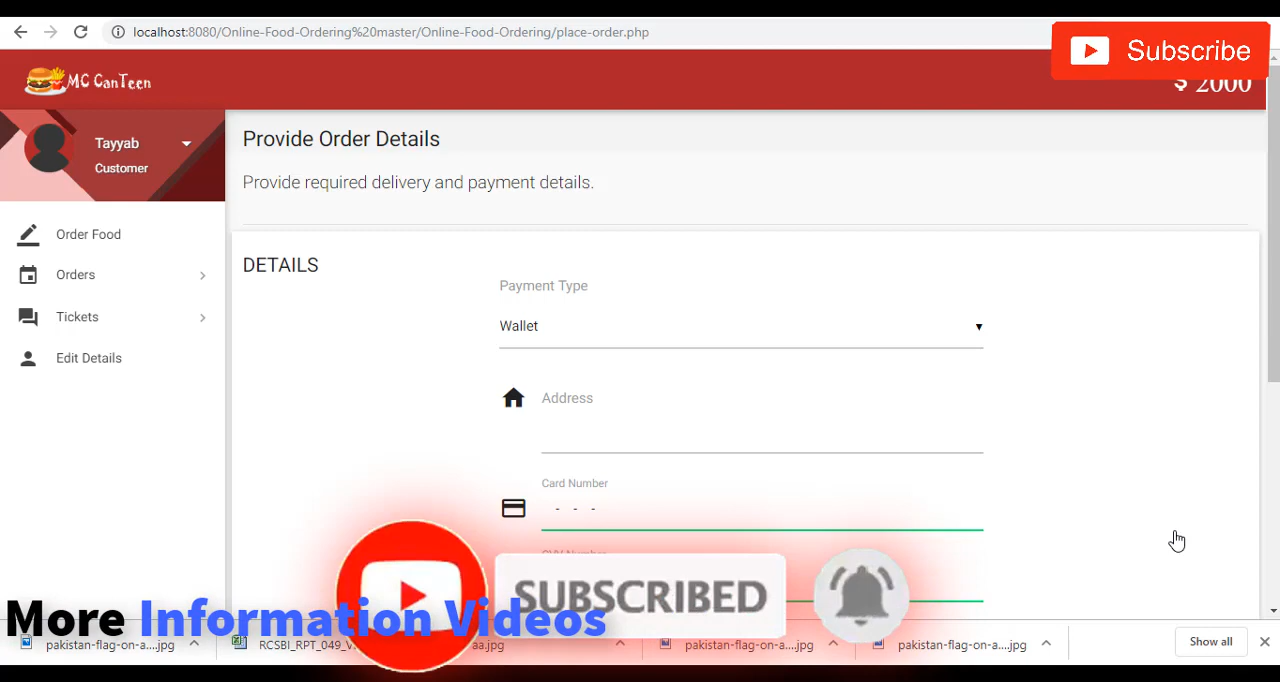 localhost:8080/Online-Food-Ordering%20master/Online-Food-Ordering/place-order.php
Subscribe
MC CanTeen
$ 2000
Tayyab
Customer
Provide Order Details
Provide required delivery and payment details.
Order Food
Orders
Tickets
Edit Details
DETAILS
Payment Type
Wallet
Address
Card Number
- - -
CVV Number
SUBSCRIBED
More Information Videos
pakistan-flag-on-a....jpg
RCSBI_RPT_049_V
aa.jpg
pakistan-flag-on-a....jpg
pakistan-flag-on-a....jpg
Show all